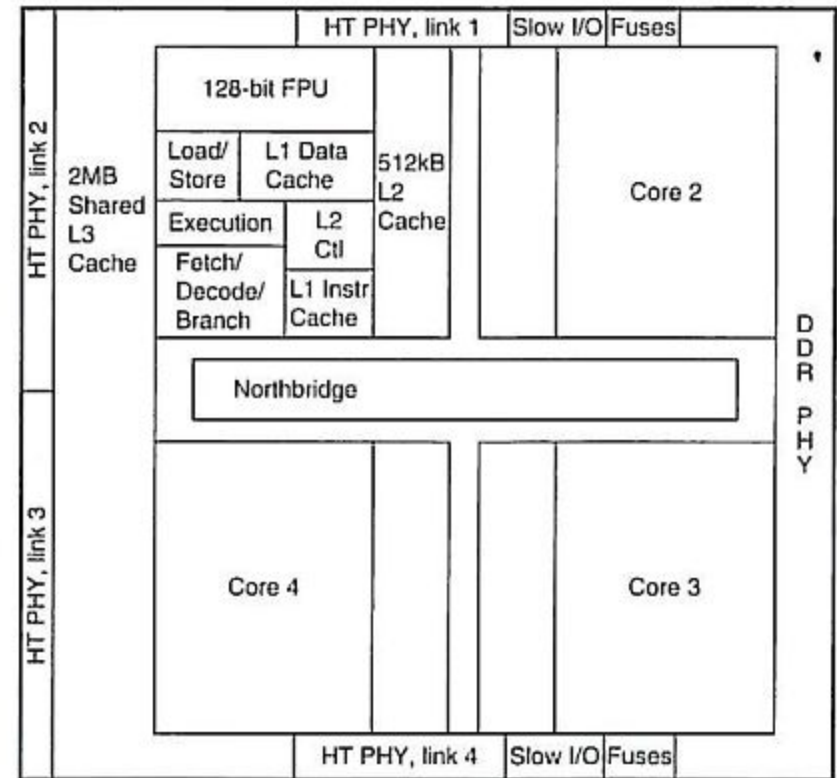 HT PHY, link 1 Slow I/O Fuses
HT PHY, link 2
2MB
Shared
L3
Cache
128-bit FPU
Load/
Store
L1 Data
Cache
Execution
L2
Ctl
Fetch/
Decode/
Branch
L1 Instr
Cache
512kB
L2
Cache
Core 2
Northbridge
DDR PHY
HT PHY, link 3
Core 4
Core 3
HT PHY, link 4 Slow I/O Fuses